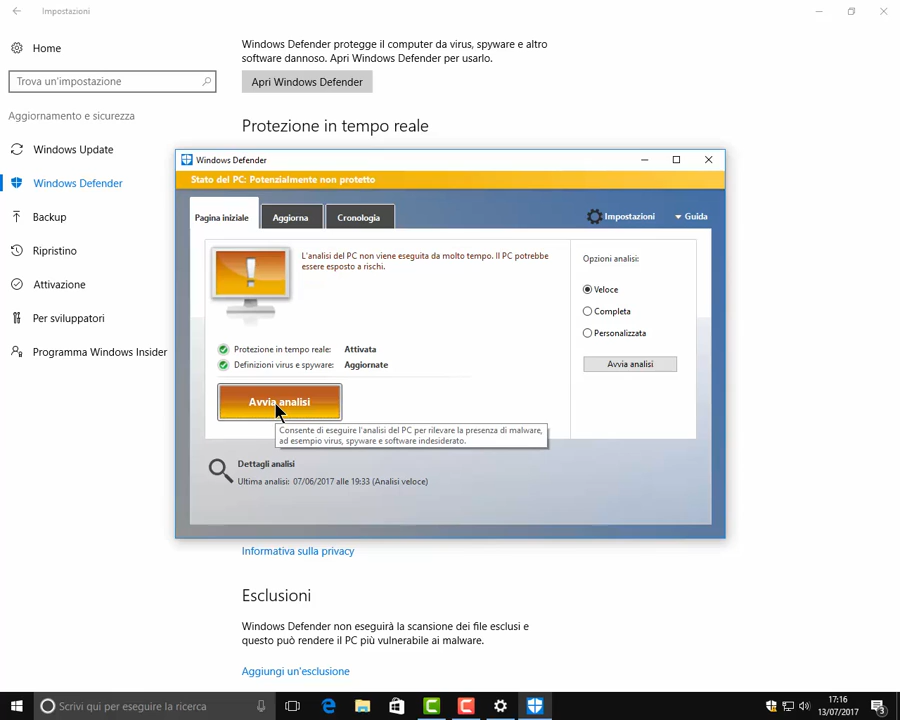 Impostazioni
Home
Trova un'impostazione
Aggiornamento e sicurezza
Windows Update
Windows Defender
Backup
Ripristino
Attivazione
Per sviluppatori
Programma Windows Insider
Windows Defender protegge il computer da virus, spyware e altro
software dannoso. Apri Windows Defender per usarlo.
Apri Windows Defender
Protezione in tempo reale
Windows Defender
Stato del PC: Potenzialmente non protetto
Pagina iniziale
Aggiorna
Cronologia
Impostazioni
Guida
L'analisi del PC non viene eseguita da molto tempo. Il PC potrebbe
essere esposto a rischi.
Protezione in tempo reale: Attivata
Definizioni virus e spyware: Aggiornate
Avvia analisi
Consente di eseguire l'analisi del PC per rilevare la presenza di malware,
ad esempio virus, spyware e software indesiderato.
Opzioni analisi:
Veloce
Completa
Personalizzata
Avvia analisi
Dettagli analisi
Ultima analisi: 07/06/2017 alle 19:33 (Analisi veloce)
Informativa sulla privacy
Esclusioni
Windows Defender non eseguirà la scansione dei file esclusi e
questo può rendere il PC più vulnerabile ai malware.
Aggiungi un'esclusione
Scrivi qui per eseguire la ricerca
17:16
13/07/2017
3